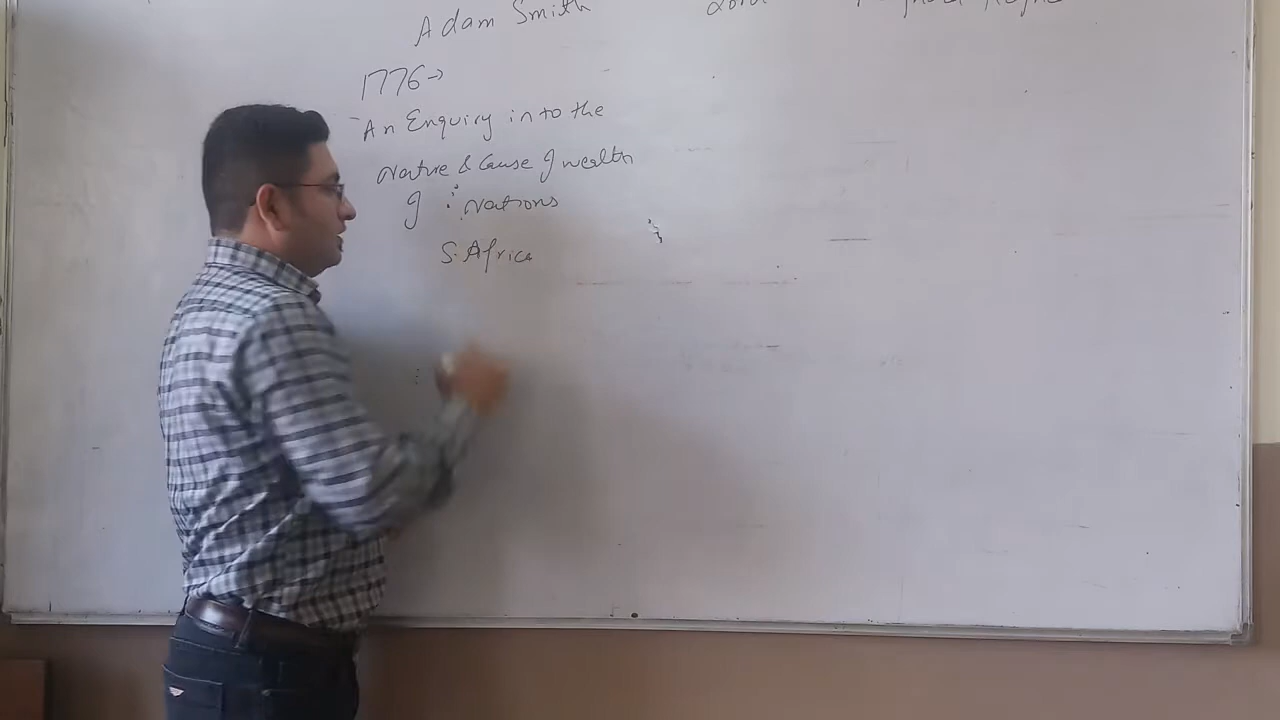 Adam Smith
1776→
An Enquiry into the
Nature & Cause of wealth
of : Nations
S. Africa